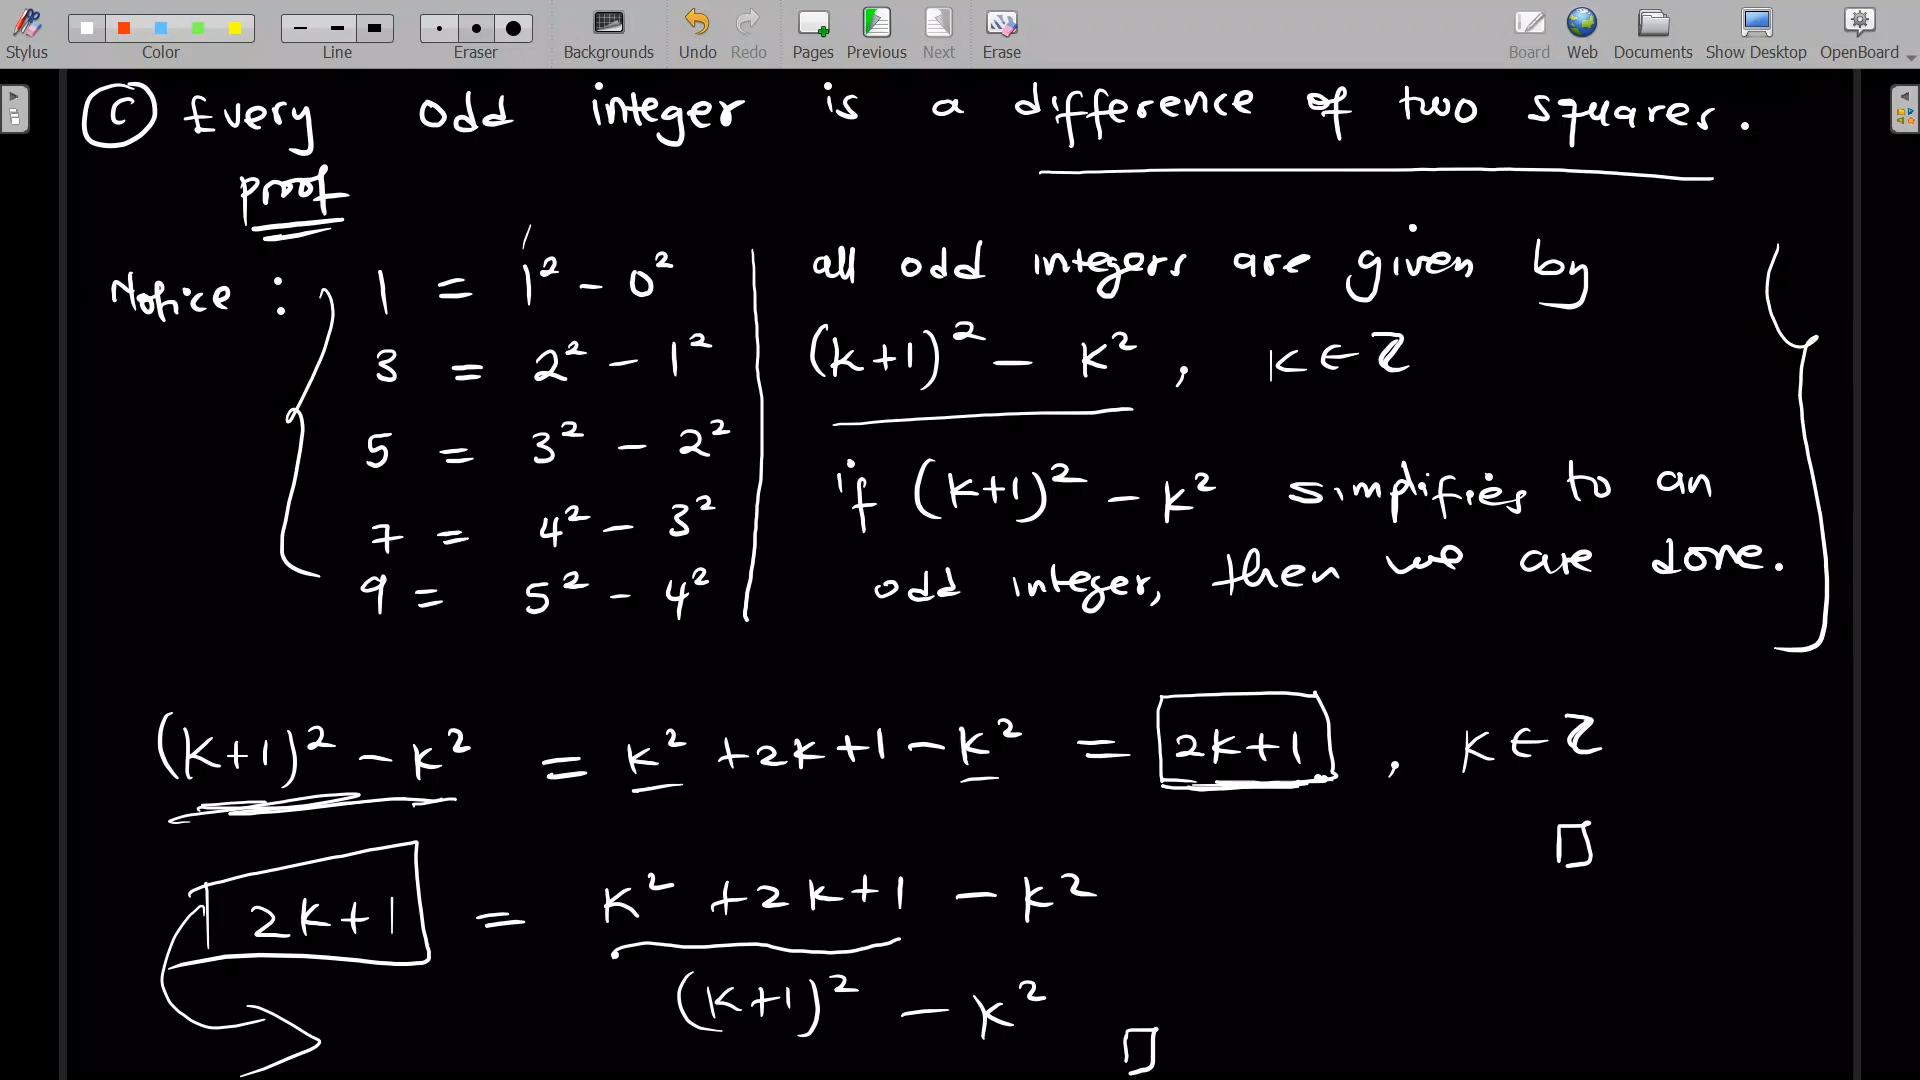 Stylus Color Line Eraser Backgrounds Undo Redo Pages Previous Next Erase Board Web Documents Show Desktop OpenBoard
Ⓒ Every odd integer is a difference of two squares.
Proof
Notice : 1 = 1² - 0²
3 = 2² - 1²
5 = 3² - 2²
7 = 4² - 3²
9 = 5² - 4²
all odd integers are given by
(k+1)² - k² , k ∈ ℤ
if (k+1)² - k² simplifies to an
odd integer, then we are done.
(k+1)² - k² = k² + 2k + 1 - k² = 2k+1 , k ∈ ℤ
2k+1 = k² + 2k + 1 - k²
(k+1)² - k²